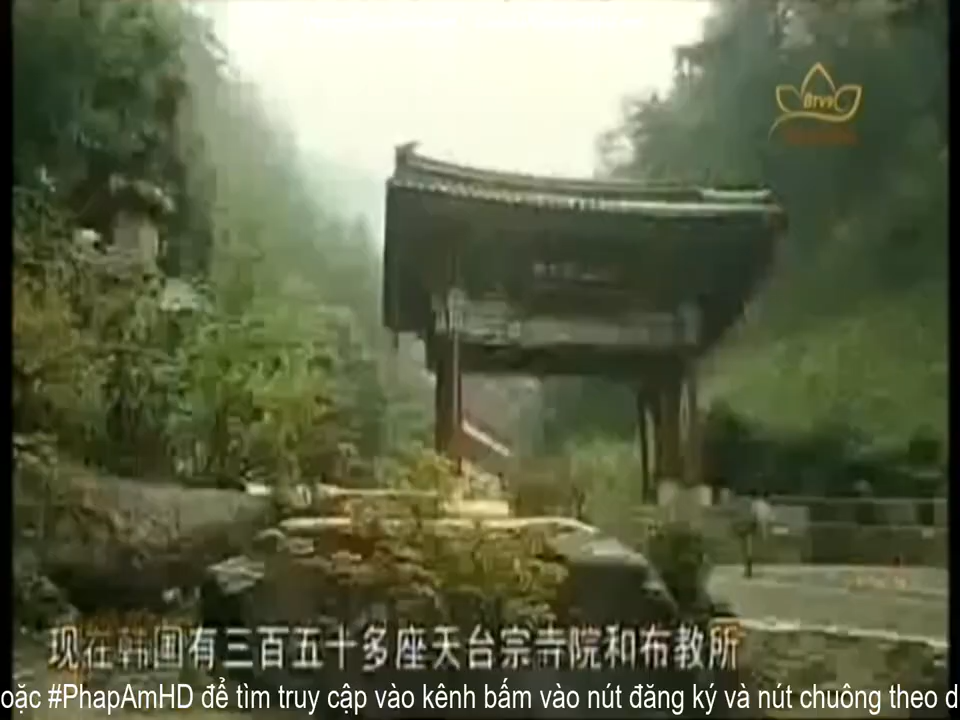 BTV9
现在韩国有三百五十多座天台宗寺院和布教所
oặc #PhapAmHD để tìm truy cập vào kênh bấm vào nút đăng ký và nút chuông theo d